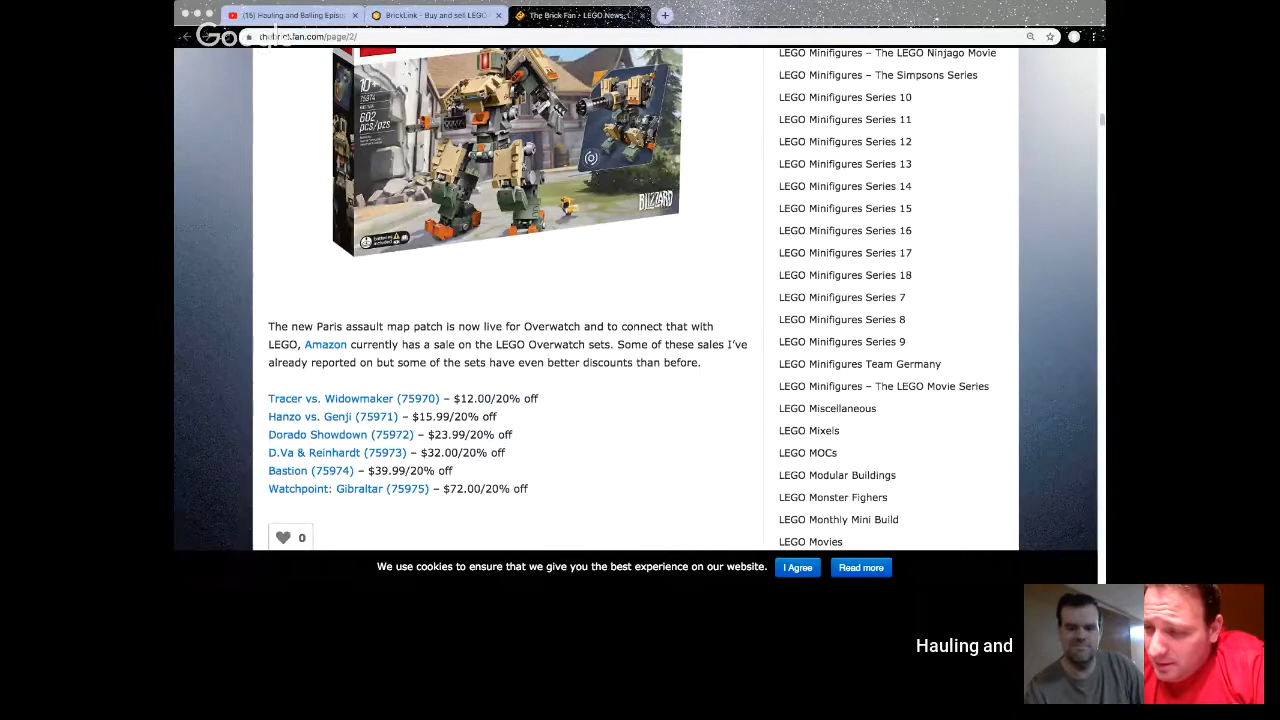 (15) Hauling and Balling Epis
BrickLink - Buy and sell LEGO
The Brick Fan - LEGO News, 
Google
thebrickfan.com/page/2/
10+
75974
602
pcs/pzs
BLIZZARD
The new Paris assault map patch is now live for Overwatch and to connect that with
LEGO, Amazon currently has a sale on the LEGO Overwatch sets. Some of these sales I've
already reported on but some of the sets have even better discounts than before.
Tracer vs. Widowmaker (75970) – $12.00/20% off
Hanzo vs. Genji (75971) – $15.99/20% off
Dorado Showdown (75972) – $23.99/20% off
D.Va & Reinhardt (75973) – $32.00/20% off
Bastion (75974) – $39.99/20% off
Watchpoint: Gibraltar (75975) – $72.00/20% off
0
LEGO Minifigures – The LEGO Ninjago Movie
LEGO Minifigures – The Simpsons Series
LEGO Minifigures Series 10
LEGO Minifigures Series 11
LEGO Minifigures Series 12
LEGO Minifigures Series 13
LEGO Minifigures Series 14
LEGO Minifigures Series 15
LEGO Minifigures Series 16
LEGO Minifigures Series 17
LEGO Minifigures Series 18
LEGO Minifigures Series 7
LEGO Minifigures Series 8
LEGO Minifigures Series 9
LEGO Minifigures Team Germany
LEGO Minifigures – The LEGO Movie Series
LEGO Miscellaneous
LEGO Mixels
LEGO MOCs
LEGO Modular Buildings
LEGO Monster Fighers
LEGO Monthly Mini Build
LEGO Movies
We use cookies to ensure that we give you the best experience on our website.
I Agree
Read more
Hauling and